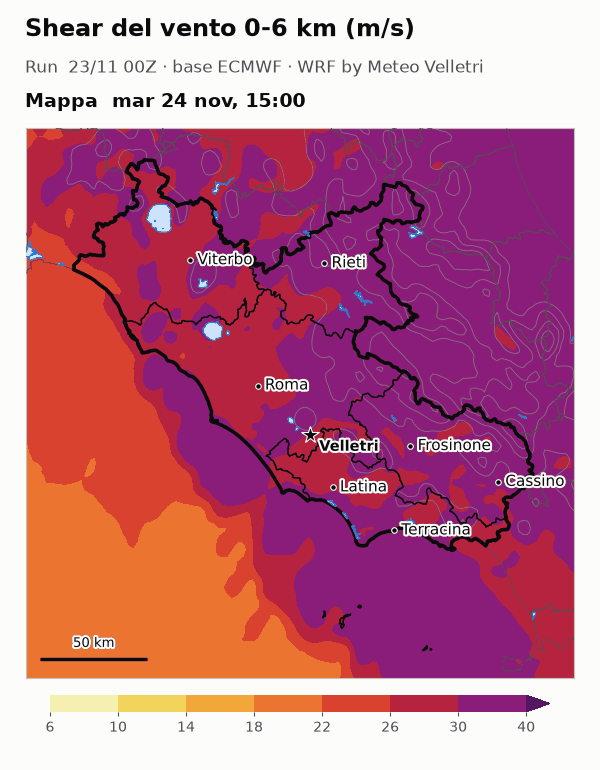 Shear del vento 0-6 km (m/s)
Run  23/11 00Z · base ECMWF · WRF by Meteo Velletri
Mappa  mar 24 nov, 15:00
Viterbo
Rieti
Roma
Velletri
Frosinone
Latina
Cassino
Terracina
50 km
6 10 14 18 22 26 30 40